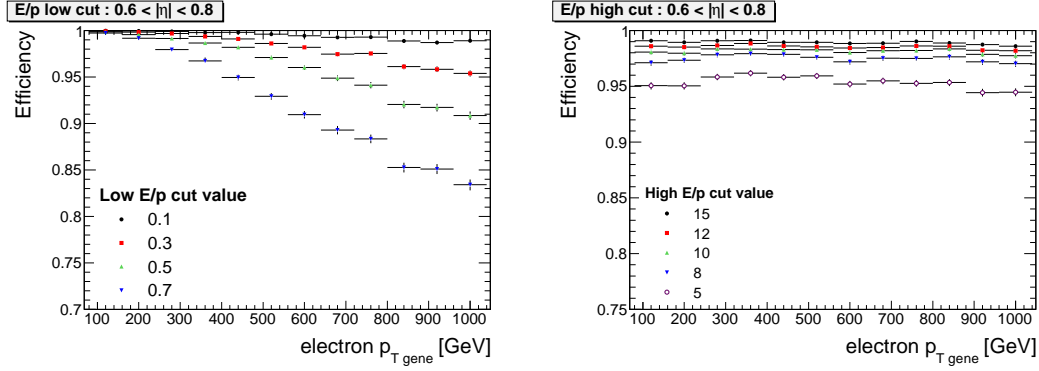 E/p low cut : 0.6 < |η| < 0.8
Efficiency
1
0.95
0.9
0.85
0.8
0.75
0.7
Low E/p cut value
0.1
0.3
0.5
0.7
100 200 300 400 500 600 700 800 900 1000
electron p_T gene [GeV]
E/p high cut : 0.6 < |η| < 0.8
Efficiency
1
0.95
0.9
0.85
0.8
0.75
High E/p cut value
15
12
10
8
5
100 200 300 400 500 600 700 800 900 1000
electron p_T gene [GeV]